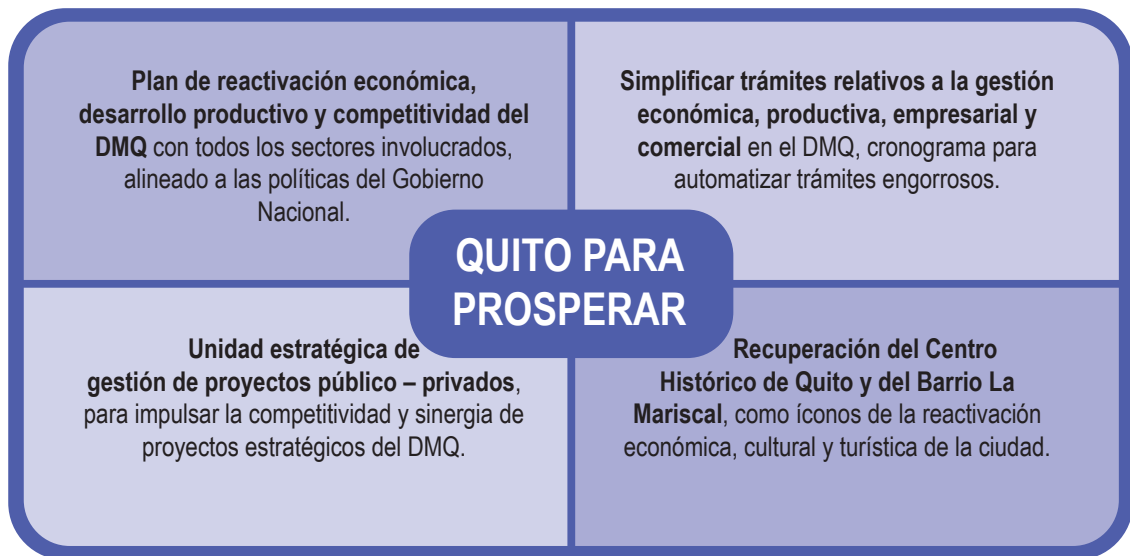 Plan de reactivación económica,
desarrollo productivo y competitividad del
DMQ con todos los sectores involucrados,
alineado a las políticas del Gobierno
Nacional.
Simplificar trámites relativos a la gestión
económica, productiva, empresarial y
comercial en el DMQ, cronograma para
automatizar trámites engorrosos.
QUITO PARA
PROSPERAR
Unidad estratégica de
gestión de proyectos público – privados,
para impulsar la competitividad y sinergia de
proyectos estratégicos del DMQ.
Recuperación del Centro
Histórico de Quito y del Barrio La
Mariscal, como íconos de la reactivación
económica, cultural y turística de la ciudad.